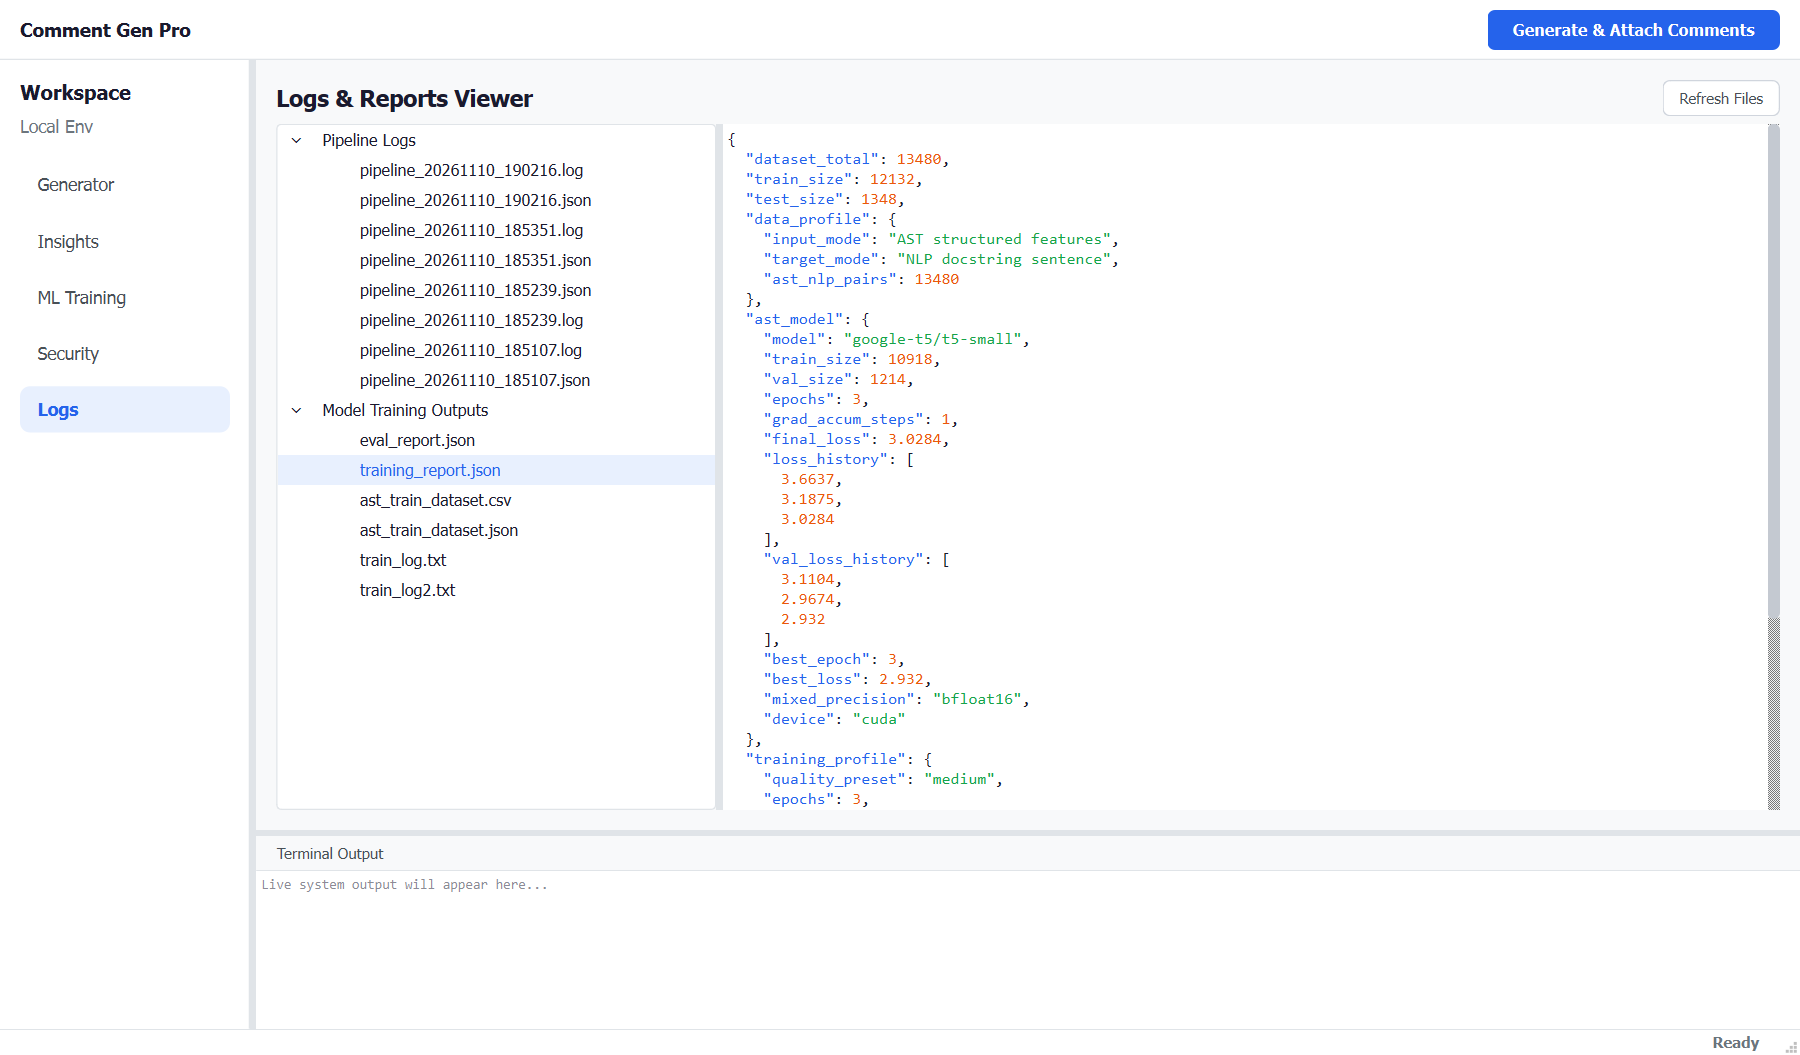 Comment Gen Pro
Generate & Attach Comments
Workspace
Local Env
Generator
Insights
ML Training
Security
Logs
Logs & Reports Viewer
Refresh Files
Pipeline Logs
pipeline_20261110_190216.log
pipeline_20261110_190216.json
pipeline_20261110_185351.log
pipeline_20261110_185351.json
pipeline_20261110_185239.json
pipeline_20261110_185239.log
pipeline_20261110_185107.log
pipeline_20261110_185107.json
Model Training Outputs
eval_report.json
training_report.json
ast_train_dataset.csv
ast_train_dataset.json
train_log.txt
train_log2.txt
{
"dataset_total": 13480,
"train_size": 12132,
"test_size": 1348,
"data_profile": {
"input_mode": "AST structured features",
"target_mode": "NLP docstring sentence",
"ast_nlp_pairs": 13480
},
"ast_model": {
"model": "google-t5/t5-small",
"train_size": 10918,
"val_size": 1214,
"epochs": 3,
"grad_accum_steps": 1,
"final_loss": 3.0284,
"loss_history": [
3.6637,
3.1875,
3.0284
],
"val_loss_history": [
3.1104,
2.9674,
2.932
],
"best_epoch": 3,
"best_loss": 2.932,
"mixed_precision": "bfloat16",
"device": "cuda"
},
"training_profile": {
"quality_preset": "medium",
"epochs": 3,
Terminal Output
Live system output will appear here...
Ready